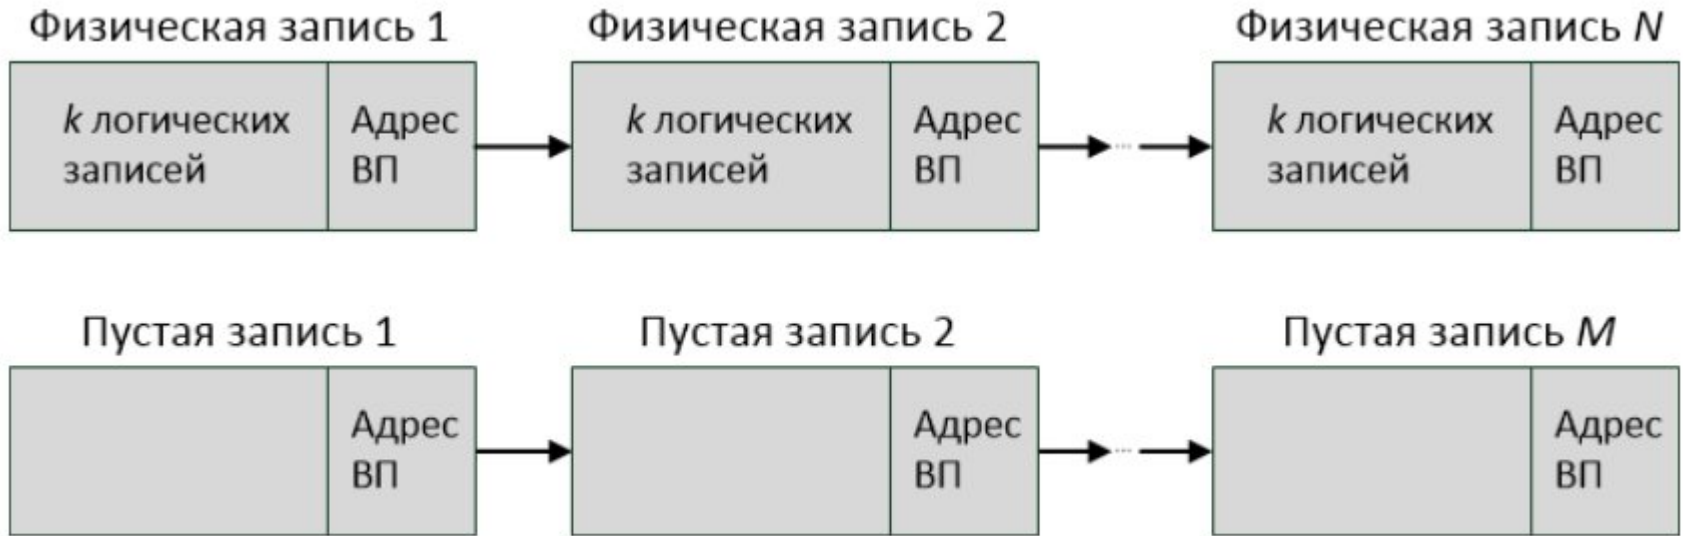 Физическая запись 1 Физическая запись 2 Физическая запись N
k логических Адрес k логических Адрес k логических Адрес
записей ВП записей ВП ... записей ВП
Пустая запись 1 Пустая запись 2 Пустая запись M
Адрес Адрес Адрес
ВП ВП ... ВП